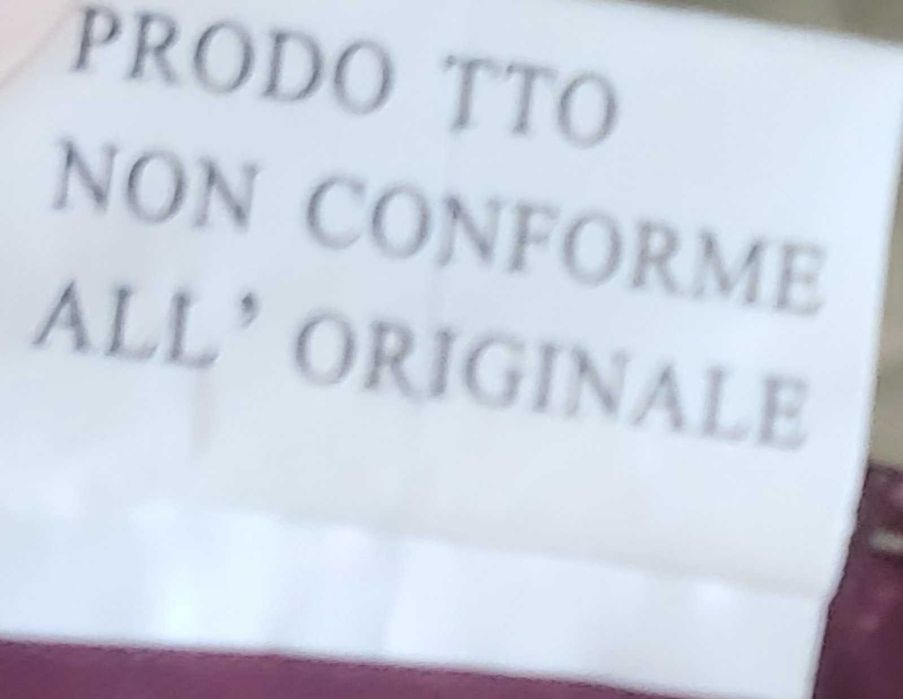 PRODO TTO
NON CONFORME
ALL’ ORIGINALE